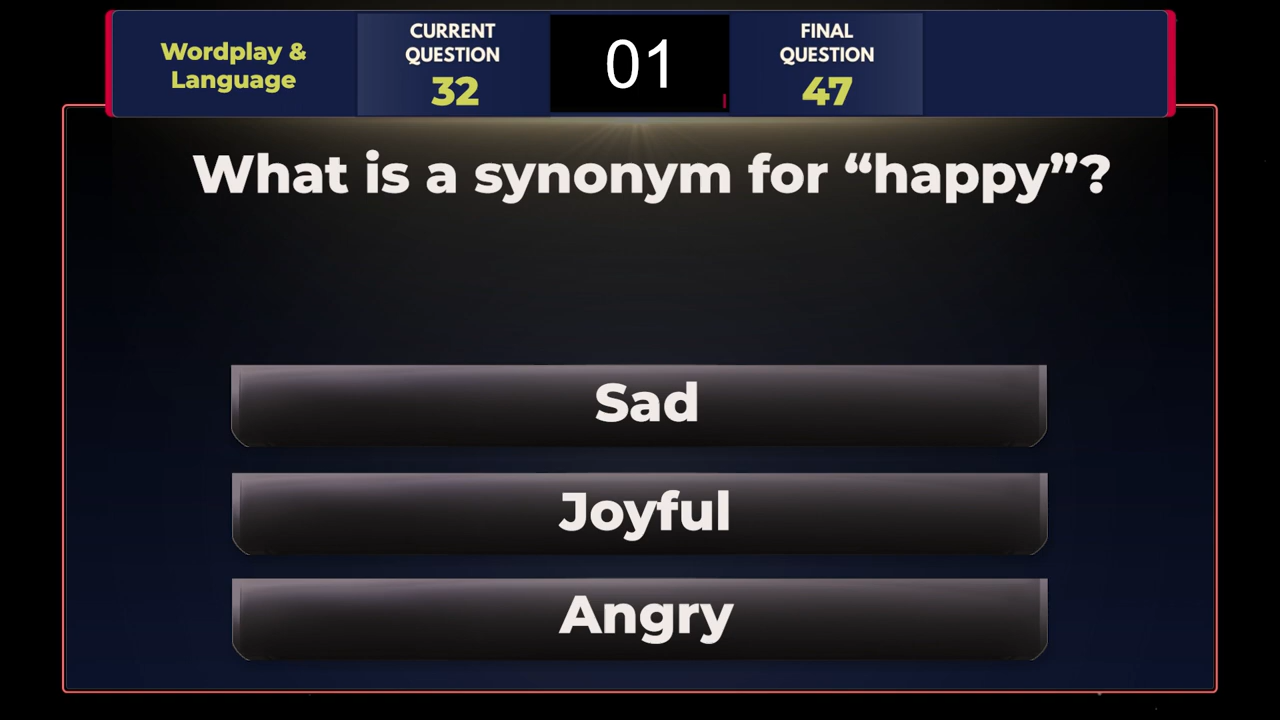 Wordplay &
Language
CURRENT
QUESTION
32
01
FINAL
QUESTION
47
What is a synonym for “happy”?
Sad
Joyful
Angry